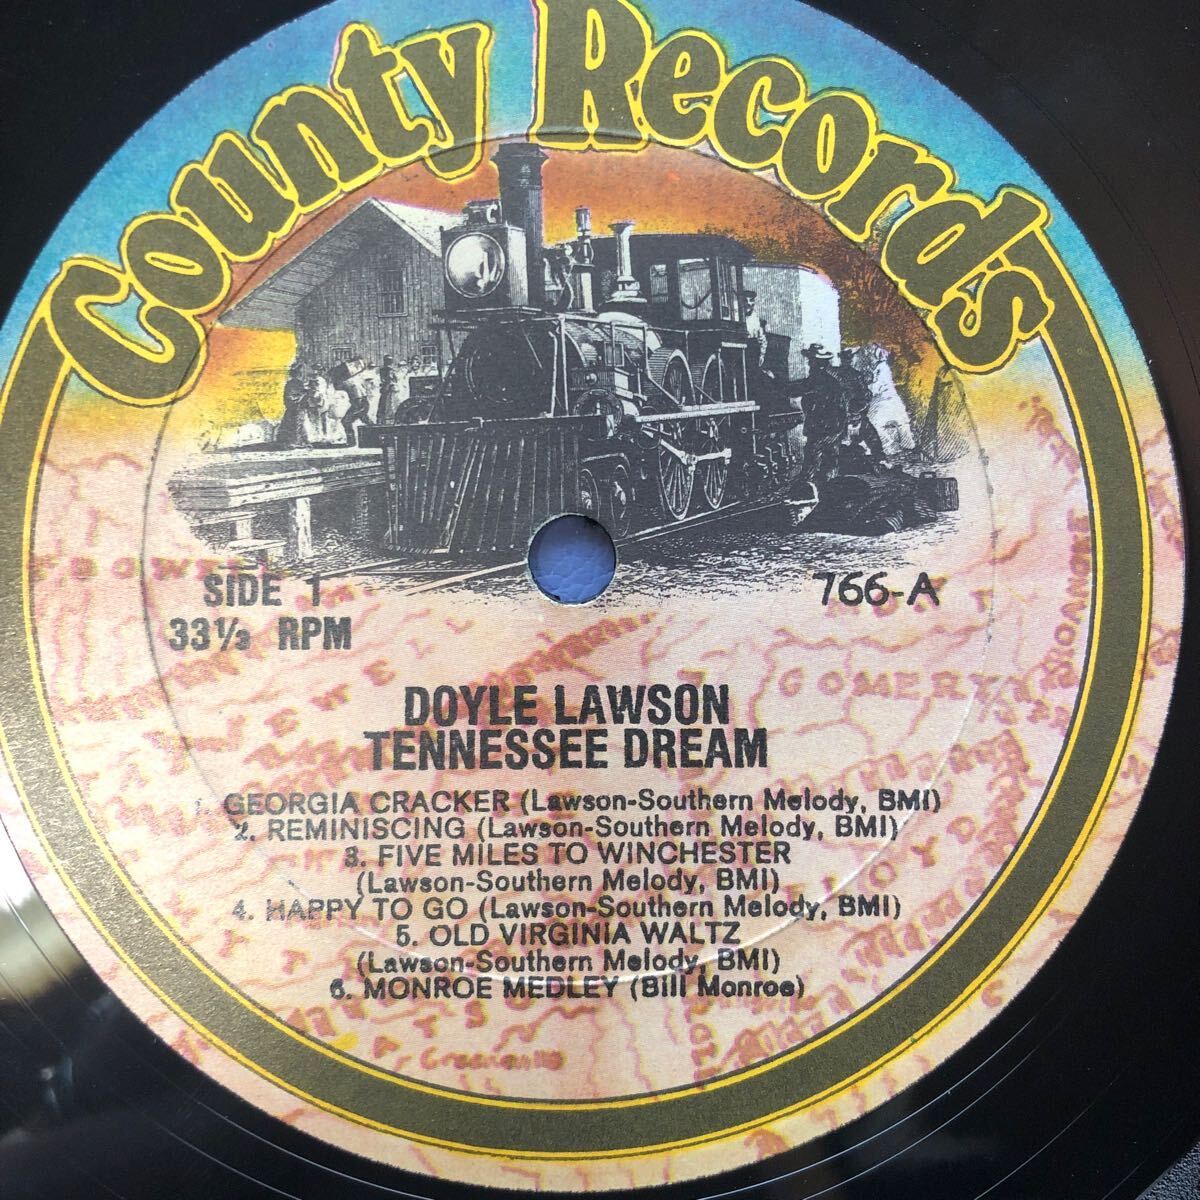 County Records
SIDE 1
33⅓ RPM
766-A
DOYLE LAWSON
TENNESSEE DREAM
1. GEORGIA CRACKER (Lawson-Southern Melody, BMI)
2. REMINISCING (Lawson-Southern Melody, BMI)
3. FIVE MILES TO WINCHESTER
(Lawson-Southern Melody, BMI)
4. HAPPY TO GO (Lawson-Southern Melody, BMI)
5. OLD VIRGINIA WALTZ
(Lawson-Southern Melody, BMI)
6. MONROE MEDLEY (Bill Monroe)